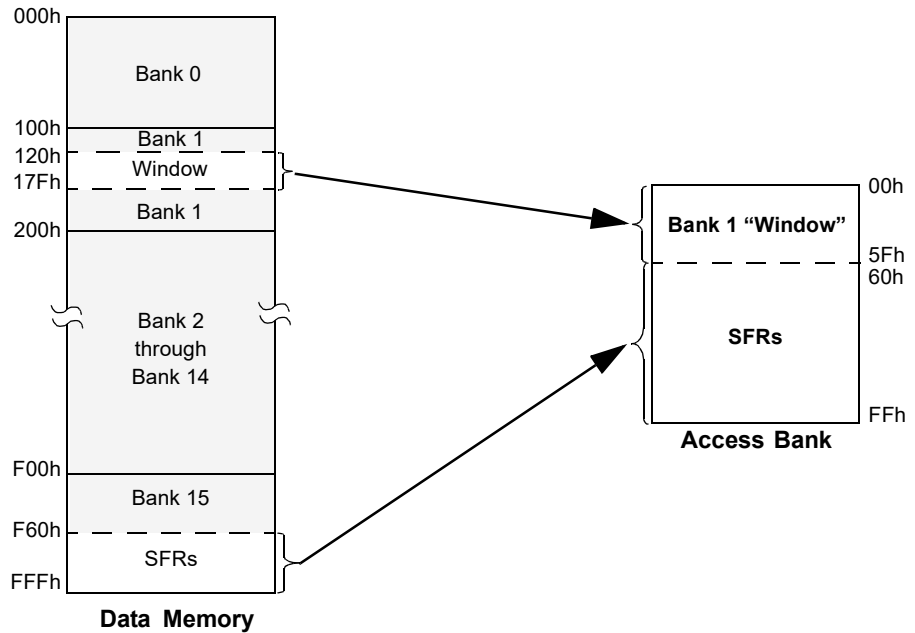 000h
Bank 0
100h
Bank 1
120h
Window
17Fh
Bank 1
200h
Bank 2
through
Bank 14
F00h
Bank 15
F60h
SFRs
FFFh
Data Memory
00h
Bank 1 “Window”
5Fh
60h
SFRs
FFh
Access Bank